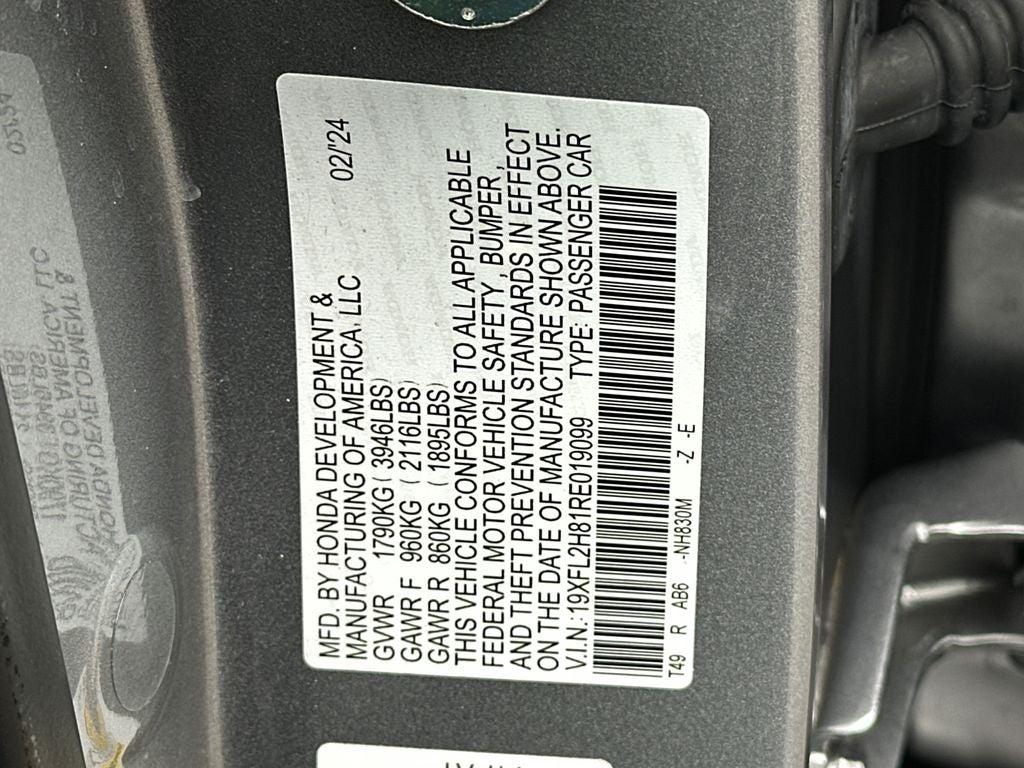 MFD. BY HONDA DEVELOPMENT & 02/'24
MANUFACTURING OF AMERICA, LLC
GVWR 1790KG ( 3946LBS)
GAWR F 960KG ( 2116LBS)
GAWR R 860KG ( 1895LBS)
THIS VEHICLE CONFORMS TO ALL APPLICABLE
FEDERAL MOTOR VEHICLE SAFETY, BUMPER,
AND THEFT PREVENTION STANDARDS IN EFFECT
ON THE DATE OF MANUFACTURE SHOWN ABOVE.
V.I.N.:19XFL2H81RE019099 TYPE: PASSENGER CAR
T49 R AB6 -NH830M -Z -E